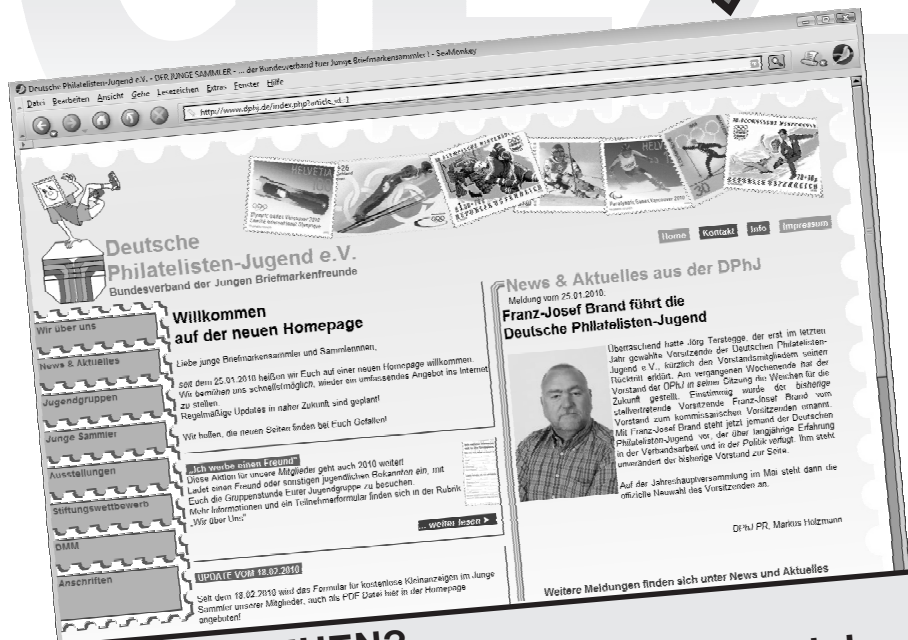 Deutsche Philatelisten-Jugend e.V. - DER JUNGE SAMMLER - ... der Bundesverband fuer Junge Briefmarkensammler! - SeaMonkey
Datei Bearbeiten Ansicht Gehe Lesezeichen Extras Fenster Hilfe
http://www.dphj.de/index.php?article_id=1
HELVETIA
Deutsche
Philatelisten-Jugend e.V.
Bundesverband der Jungen Briefmarkenfreunde
Home Kontakt Info Impressum
Wir über uns
News & Aktuelles
Jugendgruppen
Junge Sammler
Ausstellungen
Stiftungswettbewerb
DMM
Anschriften
Willkommen
auf der neuen Homepage
Liebe junge Briefmarkensammler und Sammlerinnen,
seit dem 25.01.2010 heißen wir Euch auf einer neuen Homepage willkommen.
Wir bemühen uns schnellstmöglich, wieder ein umfassendes Angebot ins Internet
zu stellen.
Regelmäßige Updates in naher Zukunft sind geplant!
Wir hoffen, die neuen Seiten finden bei Euch Gefallen!
„Ich werbe einen Freund"
Diese Aktion für unsere Mitglieder geht auch 2010 weiter!
Ladet einen Freund oder sonstigen jugendlichen Bekannten ein, mit
Euch die Gruppenstunde Eurer Jugendgruppe zu besuchen.
Mehr Informationen und ein Teilnehmerformular finden sich in der Rubrik
„Wir über Uns"
... weiter lesen >
UPDATE VOM 18.02.2010
Seit dem 18.02.2010 wird das Formular für kostenlose Kleinanzeigen im Junge
Sammler unserer Mitglieder, auch als PDF Datei hier in der Homepage
angeboten!
News & Aktuelles aus der DPhJ
Meldung vom 25.01.2010.
Franz-Josef Brand führt die
Deutsche Philatelisten-Jugend
Überraschend hatte Jörg Terstegge, der erst im letzten
Jahr gewählte Vorsitzende der Deutschen Philatelisten-
Jugend e.V., kürzlich den Vorstandsmitgliedern seinen
Rücktritt erklärt. Am vergangenen Wochenende hat der
Vorstand der DPhJ in seiner Sitzung die Weichen für die
Zukunft gestellt. Einstimmig wurde der bisherige
stellvertretende Vorsitzende Franz-Josef Brand vom
Vorstand zum kommissarischen Vorsitzenden ernannt.
Mit Franz-Josef Brand steht jetzt jemand der Deutschen
Philatelisten-Jugend vor, der über langjährige Erfahrung
in der Verbandsarbeit und in der Politik verfügt. Ihm steht
unverändert der bisherige Vorstand zur Seite.
Auf der Jahreshauptversammlung im Mai steht dann die
offizielle Neuwahl des Vorsitzenden an.
DPhJ PR, Markus Holzmann
Weitere Meldungen finden sich unter News und Aktuelles